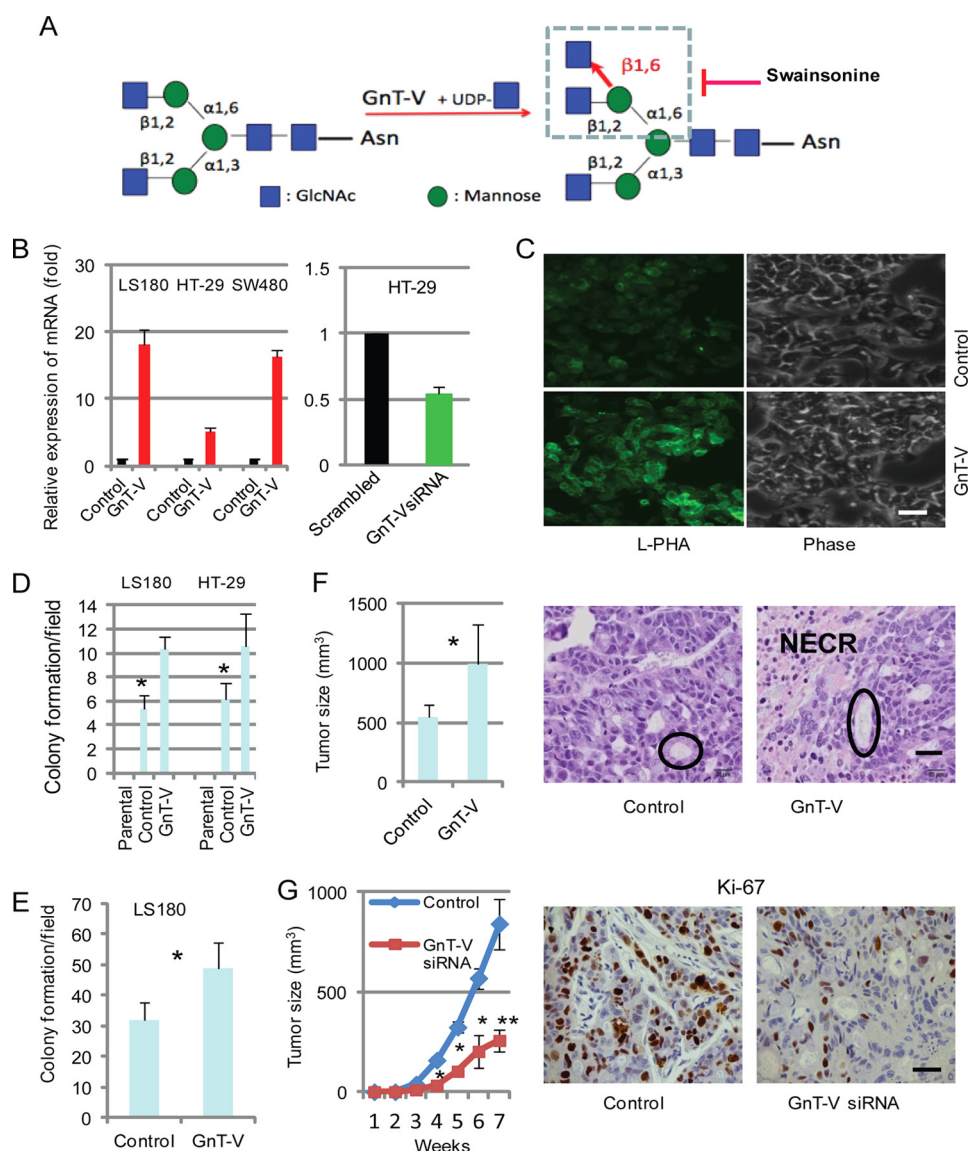 A
β1,6
Swainsonine
GnT-V + UDP-
α1,6
β1,2
Asn
β1,2
α1,3
β1,2
α1,6
Asn
β1,2
α1,3
: GlcNAc
: Mannose
B
Relative expression of mRNA (fold)
30
20
10
0
LS180 HT-29 SW480
Control
GnT-V
Control
GnT-V
Control
GnT-V
1.5
1
0.5
0
HT-29
Scrambled
GnT-VsiRNA
C
Control
GnT-V
L-PHA
Phase
D
Colony formation/field
LS180 HT-29
14
12
10
8
6
4
2
0
*
*
Parental
Control
GnT-V
Parental
Control
GnT-V
F
Tumor size (mm³)
1500
1000
500
0
*
Control
GnT-V
NECR
Control
GnT-V
E
Colony formation/field
LS180
70
60
50
40
30
20
10
0
*
Control
GnT-V
G
Tumor size (mm³)
1000
500
0
Control
GnT-V
siRNA
* * * **
1 2 3 4 5 6 7
Weeks
Ki-67
Control
GnT-V siRNA